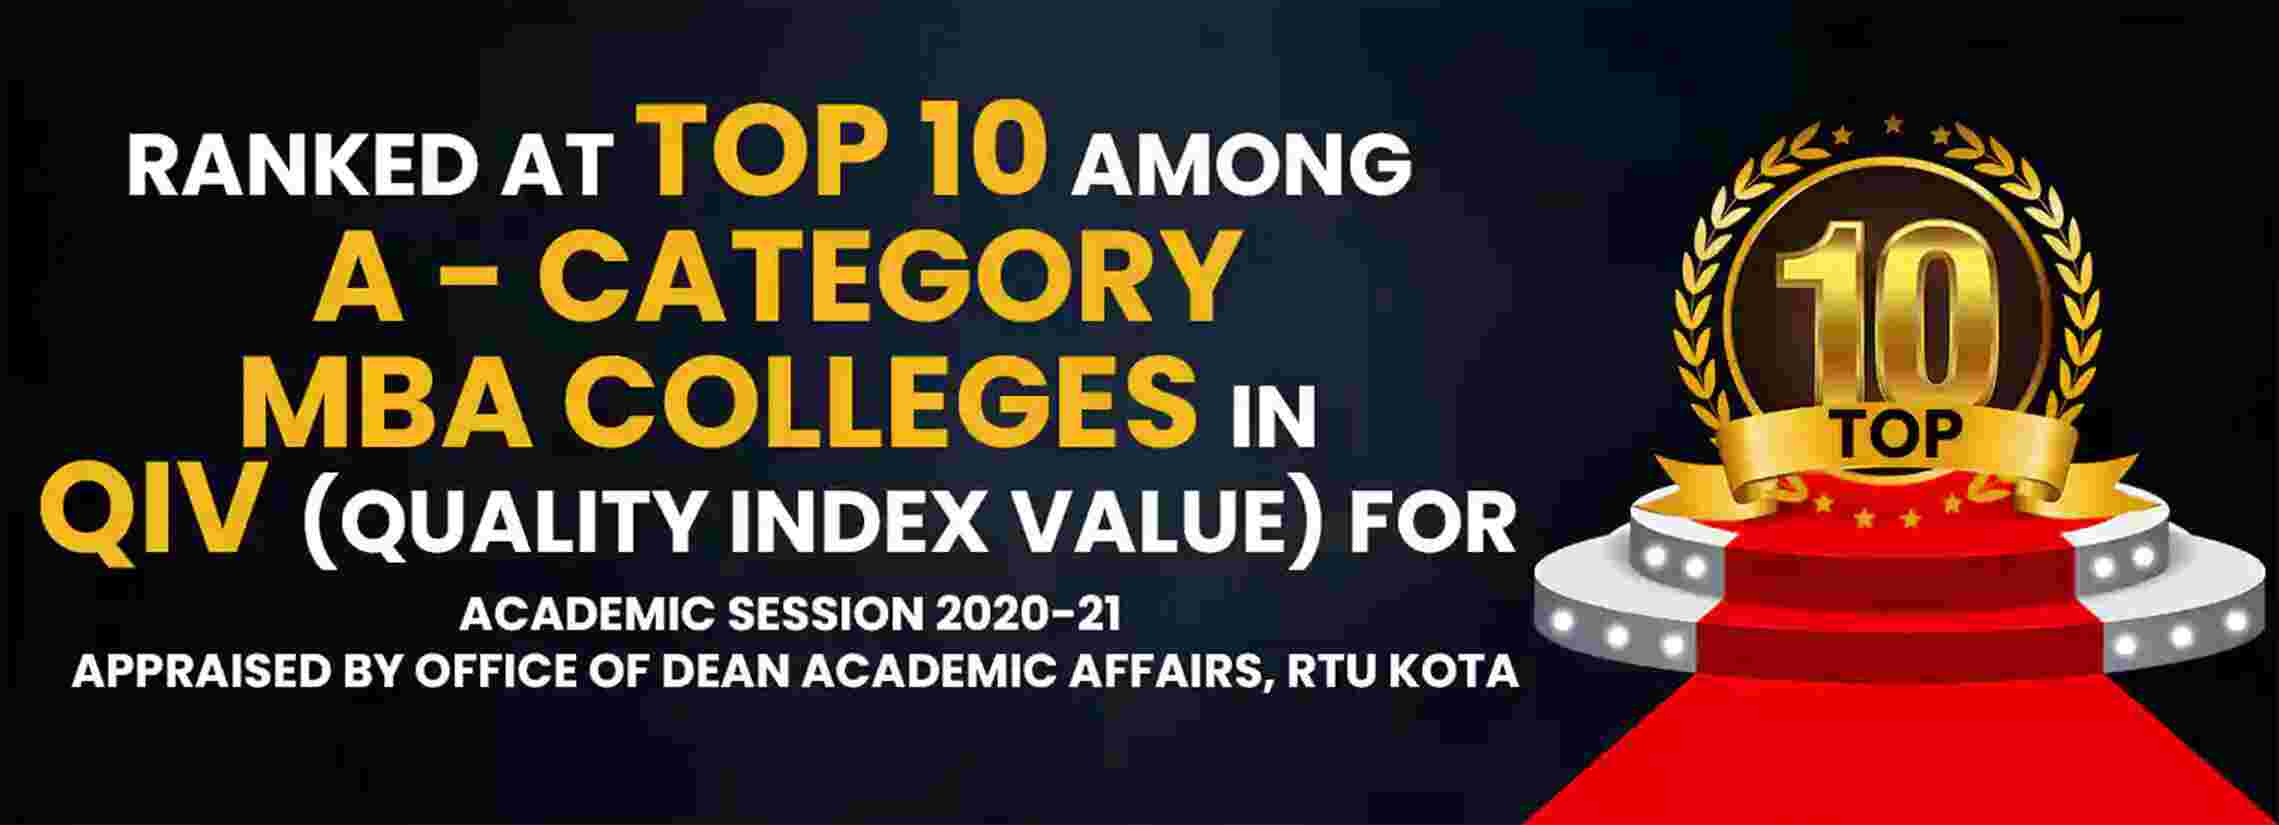 RANKED AT TOP 10 AMONG
A - CATEGORY
MBA COLLEGES IN
QIV (QUALITY INDEX VALUE) FOR
ACADEMIC SESSION 2020-21
APPRAISED BY OFFICE OF DEAN ACADEMIC AFFAIRS, RTU KOTA
10
TOP